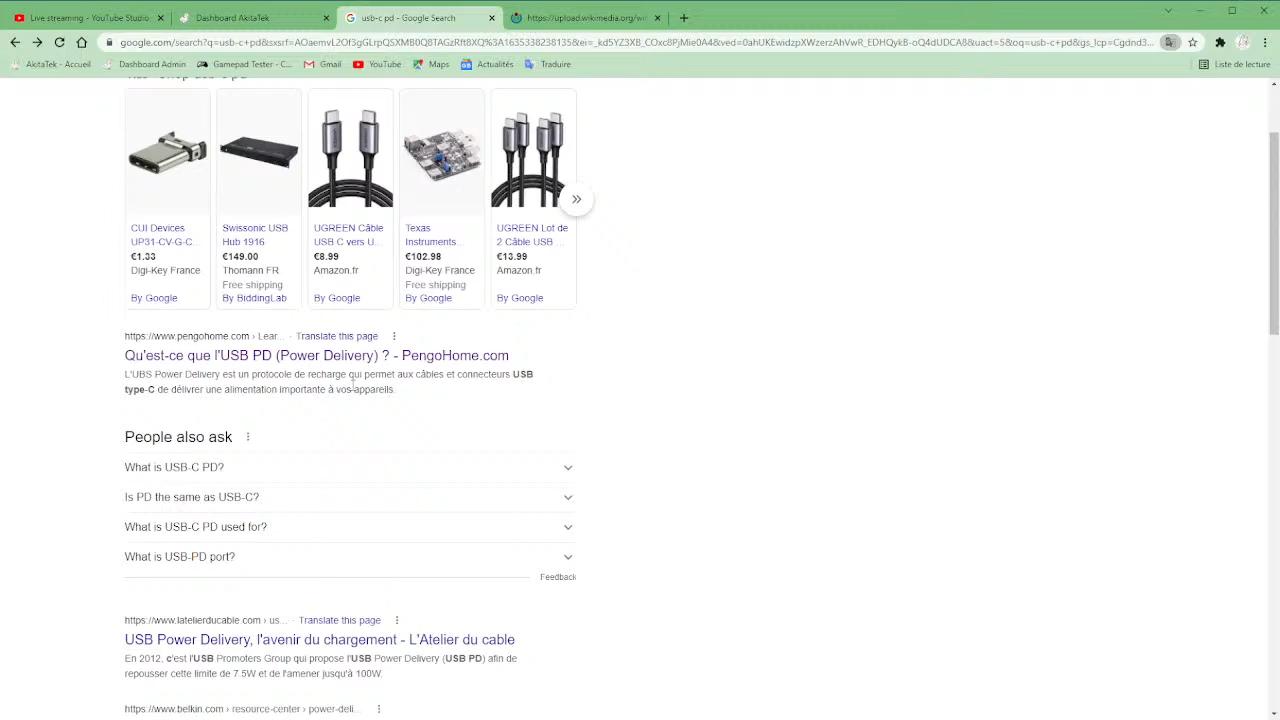 Live streaming - YouTube Studio
Dashboard AkitaTek
usb-c pd - Google Search
https://upload.wikimedia.org/wi
google.com/search?q=usb-c+pd&sxsrf=
AkitaTek - Accueil
Dashboard Admin
Gamepad Tester - C...
Gmail
YouTube
Maps
Actualités
Traduire
Liste de lecture
CUI Devices
UP31-CV-G-C...
€1.33
Digi-Key France
By Google
Swissonic USB
Hub 1916
€149.00
Thomann FR
Free shipping
By BiddingLab
UGREEN Câble
USB C vers U...
€8.99
Amazon.fr
By Google
Texas
Instruments...
€102.98
Digi-Key France
Free shipping
By Google
UGREEN Lot de
2 Câble USB ...
€13.99
Amazon.fr
By Google
https://www.pengohome.com › Lear... · Translate this page
Qu'est-ce que l'USB PD (Power Delivery) ? - PengoHome.com
L'UBS Power Delivery est un protocole de recharge qui permet aux câbles et connecteurs USB
type-C de délivrer une alimentation importante à vos appareils.
People also ask
What is USB-C PD?
Is PD the same as USB-C?
What is USB-C PD used for?
What is USB-PD port?
Feedback
https://www.latelierducable.com › us... · Translate this page
USB Power Delivery, l'avenir du chargement - L'Atelier du cable
En 2012, c'est l'USB Promoters Group qui propose l'USB Power Delivery (USB PD) afin de
repousser cette limite de 7.5W et de l'amener jusqu'à 100W.
https://www.belkin.com › resource-center › power-deli...